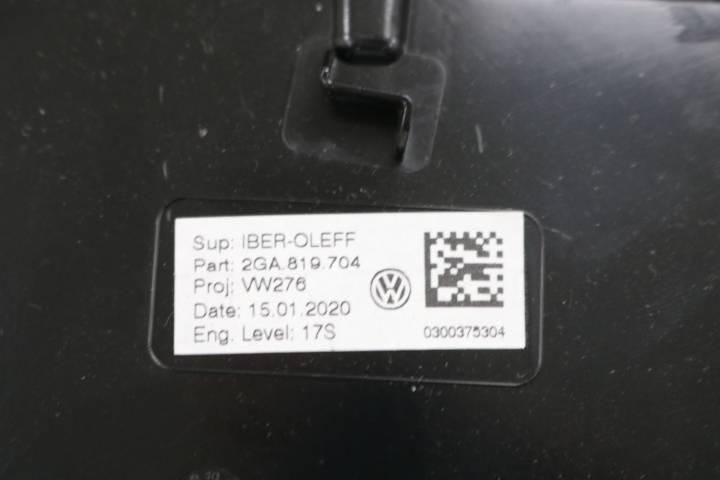 Sup: IBER-OLEFF
Part: 2GA.819.704
Proj: VW276
Date: 15.01.2020
Eng. Level: 17S
0300375304